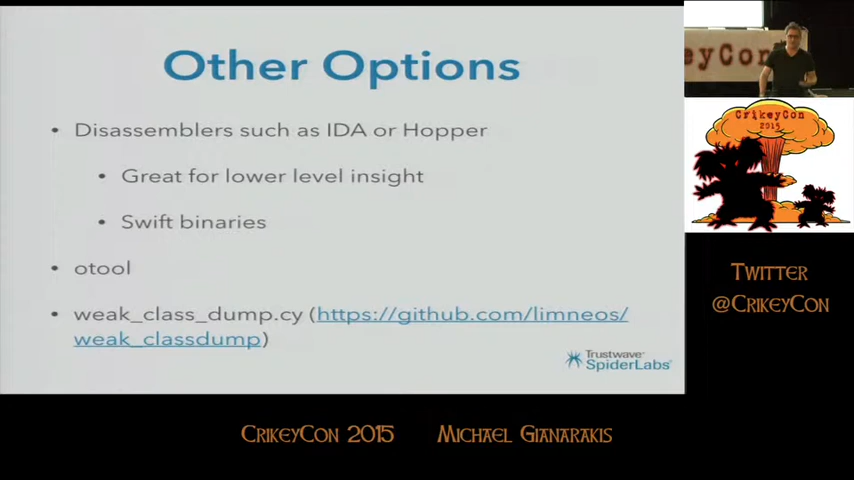 Other Options
• Disassemblers such as IDA or Hopper
• Great for lower level insight
• Swift binaries
• otool
• weak_class_dump.cy (https://github.com/limneos/
weak_classdump)
Trustwave
SpiderLabs
keyCon
CrikeyCon
2015
Twitter
@CrikeyCon
CrikeyCon 2015 Michael Gianarakis